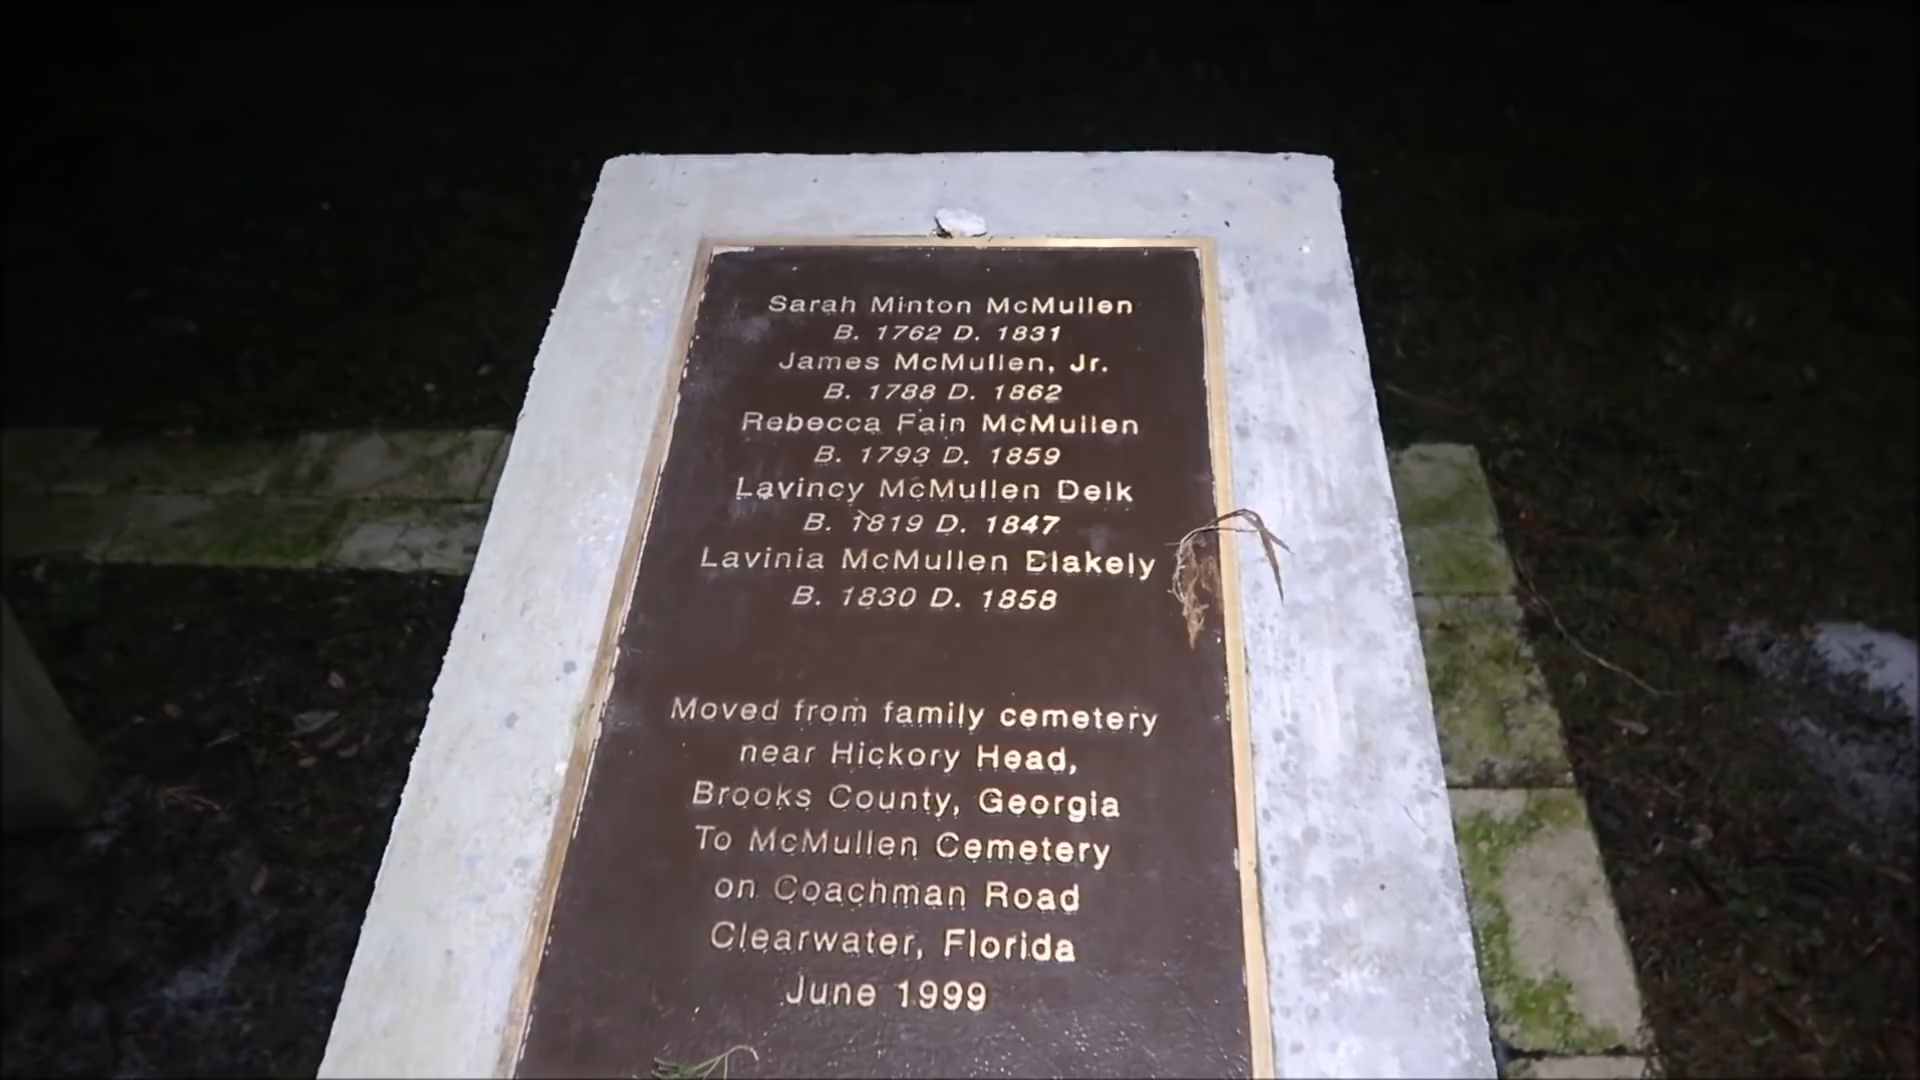 Sarah Minton McMullen
B. 1762 D. 1831
James McMullen, Jr.
B. 1788 D. 1862
Rebecca Fain McMullen
B. 1793 D. 1859
Lavincy McMullen Delk
B. 1819 D. 1847
Lavinia McMullen Blakely
B. 1830 D. 1858
Moved from family cemetery
near Hickory Head,
Brooks County, Georgia
To McMullen Cemetery
on Coachman Road
Clearwater, Florida
June 1999